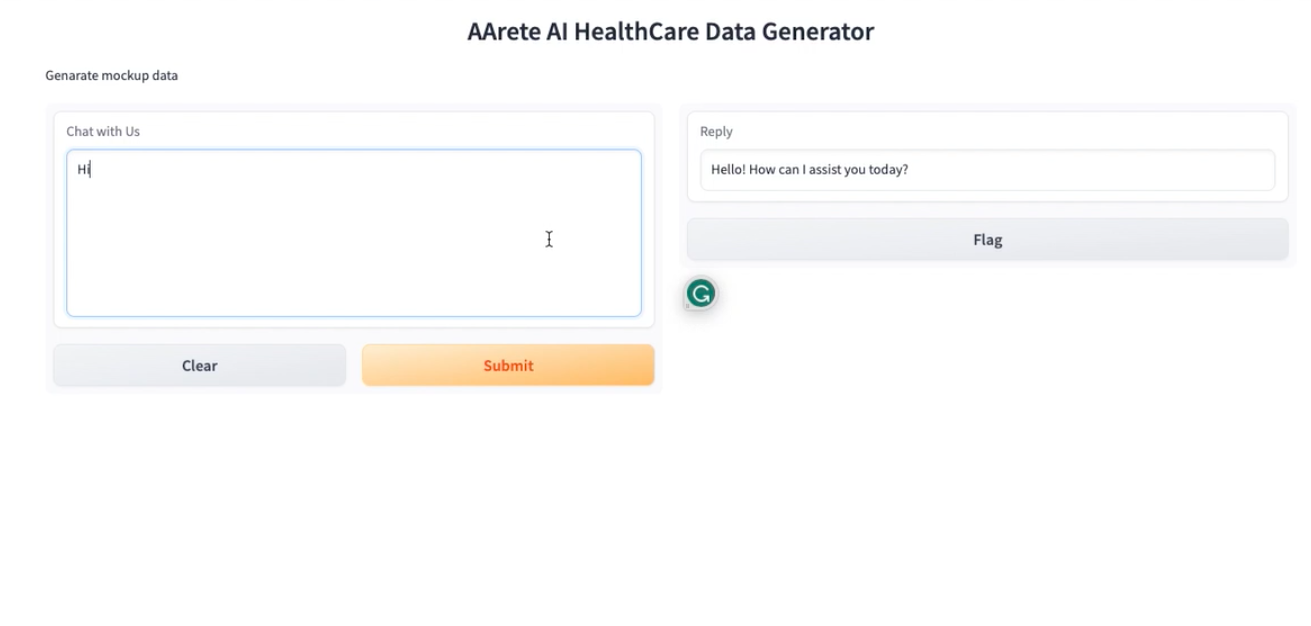 AArete AI HealthCare Data Generator
Genarate mockup data
Chat with Us
Hi
Clear
Submit
Reply
Hello! How can I assist you today?
Flag